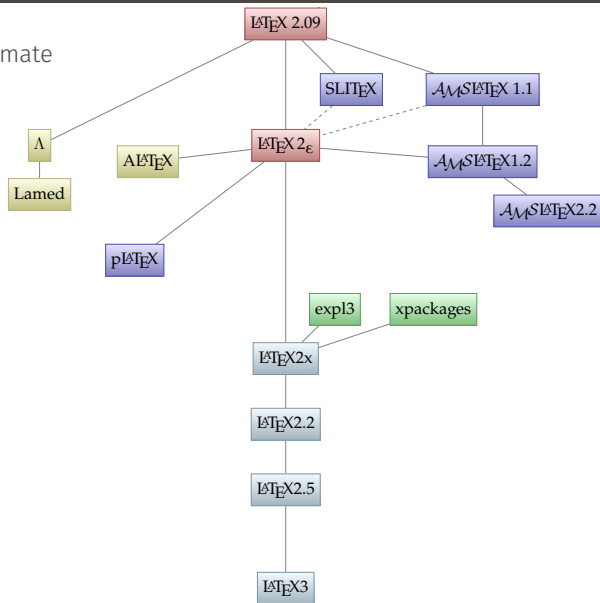 LATEX 2.09
mate
SLITEX
AMSLATEX 1.1
Λ
ALATEX
LATEX 2ε
AMSLATEX1.2
Lamed
AMSLATEX2.2
pLATEX
expl3
xpackages
LATEX2x
LATEX2.2
LATEX2.5
LATEX3